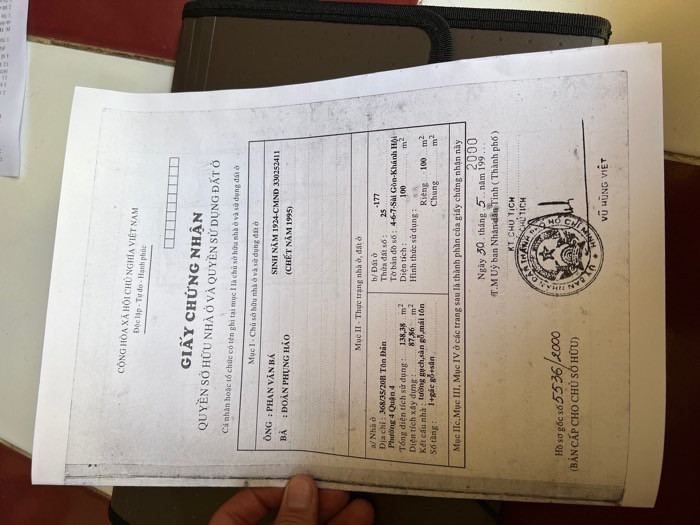 CỘNG HÒA XÃ HỘI CHỦ NGHĨA VIỆT NAM
Độc lập - Tự do - Hạnh phúc
GIẤY CHỨNG NHẬN
QUYỀN SỞ HỮU NHÀ Ở VÀ QUYỀN SỬ DỤNG ĐẤT Ở
Cá nhân hoặc tổ chức có tên ghi tại mục I là chủ sở hữu nhà ở và sử dụng đất ở
Mục I - Chủ sở hữu nhà ở và sử dụng đất ở
ÔNG : PHAN VĂN BÁ SINH NĂM 1924-CMND 330252411
BÀ : ĐOÀN PHỤNG HÁO (CHẾT NĂM 1995)
Mục II - Thực trạng nhà ở, đất ở
a/ Nhà ở
Địa chỉ : 368/35/20B Tôn Đản
Phường 4 Quận 4
Tổng diện tích sử dụng : 138,38 m2
Diện tích xây dựng : 87,86 m2
Kết cấu nhà : tường gạch,sàn gỗ,mái tôn
Số tầng : 1+gác gỗ+sân
b/ Đất ở
Thửa đất số : 25 -177
Tờ bản đồ số : 4-6-7-Sài Gòn-Khánh Hội
Diện tích : 100 m2
Hình thức sử dụng :
Riêng : 100 m2
Chung : m2
Mục IIc,Mục III, Mục IV ở các trang sau là thành phần của giấy chứng nhận này
Ngày 30 tháng 5 năm 199 2000
T.M Uỷ ban Nhân dân Tỉnh ( Thành phố )
KT CHỦ TỊCH
CHỦ TỊCH
VŨ HÙNG VIỆT
Hồ sơ gốc số 5536/2000
(BẢN CẤP CHO CHỦ SỞ HỮU)